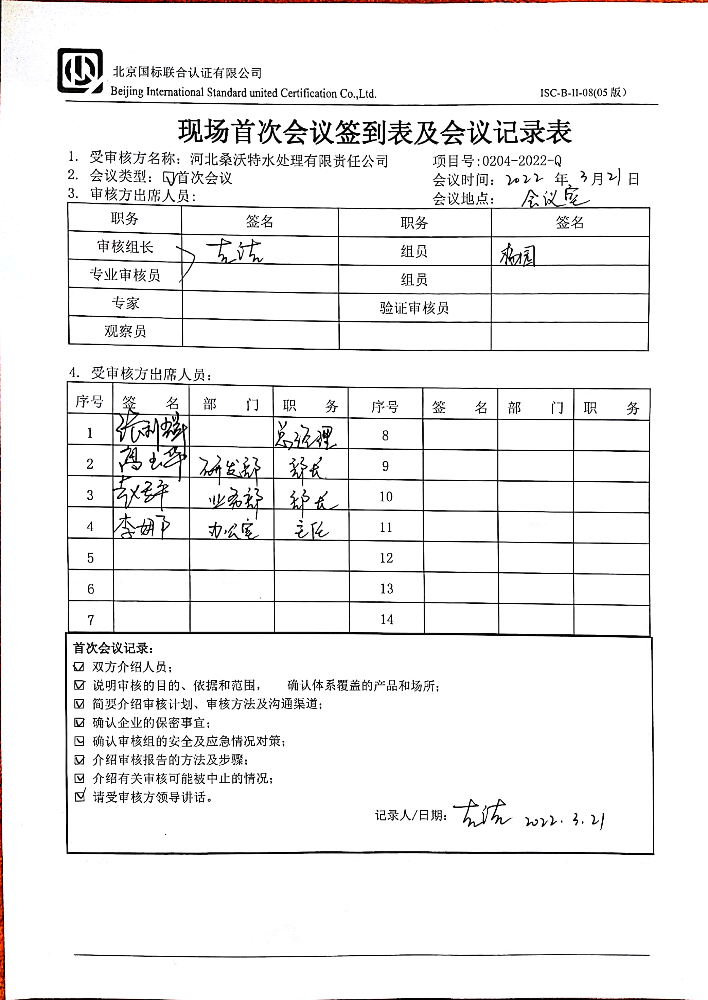 北京国标联合认证有限公司
Beijing International Standard united Certification Co.,Ltd.
ISC-B-II-08(05 版)
现场首次会议签到表及会议记录表
1. 受审核方名称：河北桑沃特水处理有限责任公司 项目号:0204-2022-Q
2. 会议类型：☑首次会议 会议时间：2022 年 3 月 21 日
3. 审核方出席人员: 会议地点：会议室
职务 签名 职务 签名
审核组长 组员
专业审核员 组员
专家 验证审核员
观察员
4. 受审核方出席人员：
序号 签 名 部 门 职 务 序号 签 名 部 门 职 务
1 总经理 8
2 研发部 部长 9
3 业务部 部长 10
4 李 办公室 主任 11
5 12
6 13
7 14
首次会议记录：
☑ 双方介绍人员；
☑ 说明审核的目的、依据和范围， 确认体系覆盖的产品和场所；
☑ 简要介绍审核计划、审核方法及沟通渠道；
☑ 确认企业的保密事宜；
☑ 确认审核组的安全及应急情况对策；
☑ 介绍审核报告的方法及步骤；
☑ 介绍有关审核可能被中止的情况；
☑ 请受审核方领导讲话。
记录人/日期： 2022.3.21